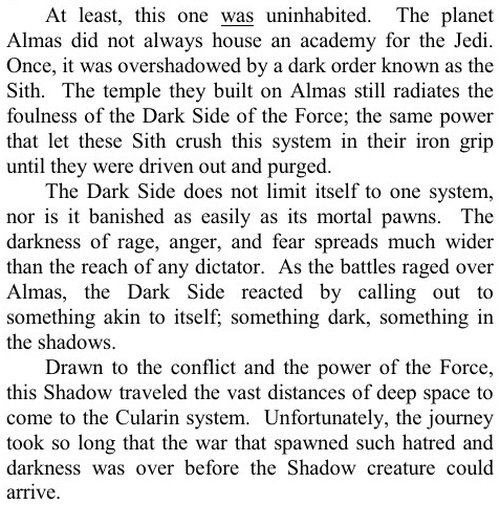 At least, this one was uninhabited. The planet
Almas did not always house an academy for the Jedi.
Once, it was overshadowed by a dark order known as the
Sith. The temple they built on Almas still radiates the
foulness of the Dark Side of the Force; the same power
that let these Sith crush this system in their iron grip
until they were driven out and purged.
The Dark Side does not limit itself to one system,
nor is it banished as easily as its mortal pawns. The
darkness of rage, anger, and fear spreads much wider
than the reach of any dictator. As the battles raged over
Almas, the Dark Side reacted by calling out to
something akin to itself; something dark, something in
the shadows.
Drawn to the conflict and the power of the Force,
this Shadow traveled the vast distances of deep space to
come to the Cularin system. Unfortunately, the journey
took so long that the war that spawned such hatred and
darkness was over before the Shadow creature could
arrive.